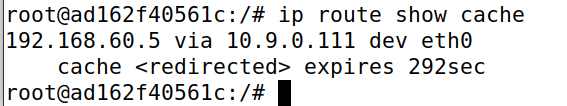 root@ad162f40561c:/# ip route show cache
192.168.60.5 via 10.9.0.111 dev eth0
    cache <redirected> expires 292sec
root@ad162f40561c:/#